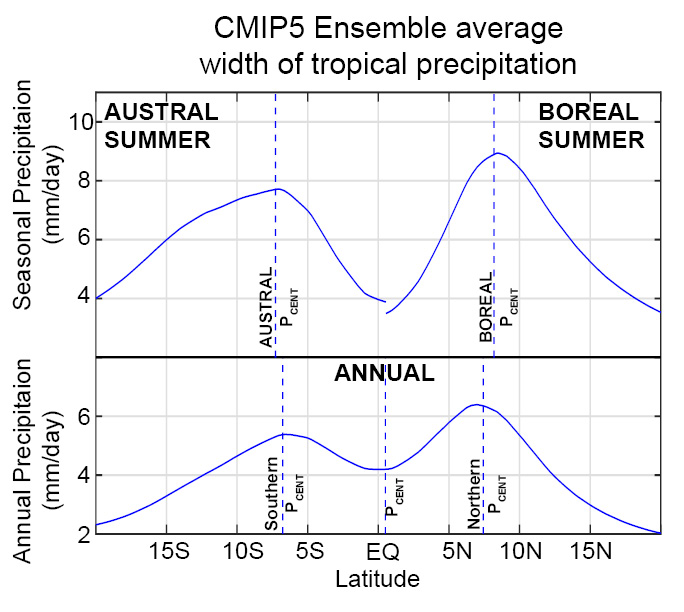 CMIP5 Ensemble average
width of tropical precipitation
AUSTRAL
SUMMER
BOREAL
SUMMER
Seasonal Precipitaion
(mm/day)
10
8
6
4
AUSTRAL
PCENT
BOREAL
PCENT
ANNUAL
Annual Precipitaion
(mm/day)
6
4
2
Southern
PCENT
PCENT
Northern
PCENT
15S 10S 5S EQ 5N 10N 15N
Latitude